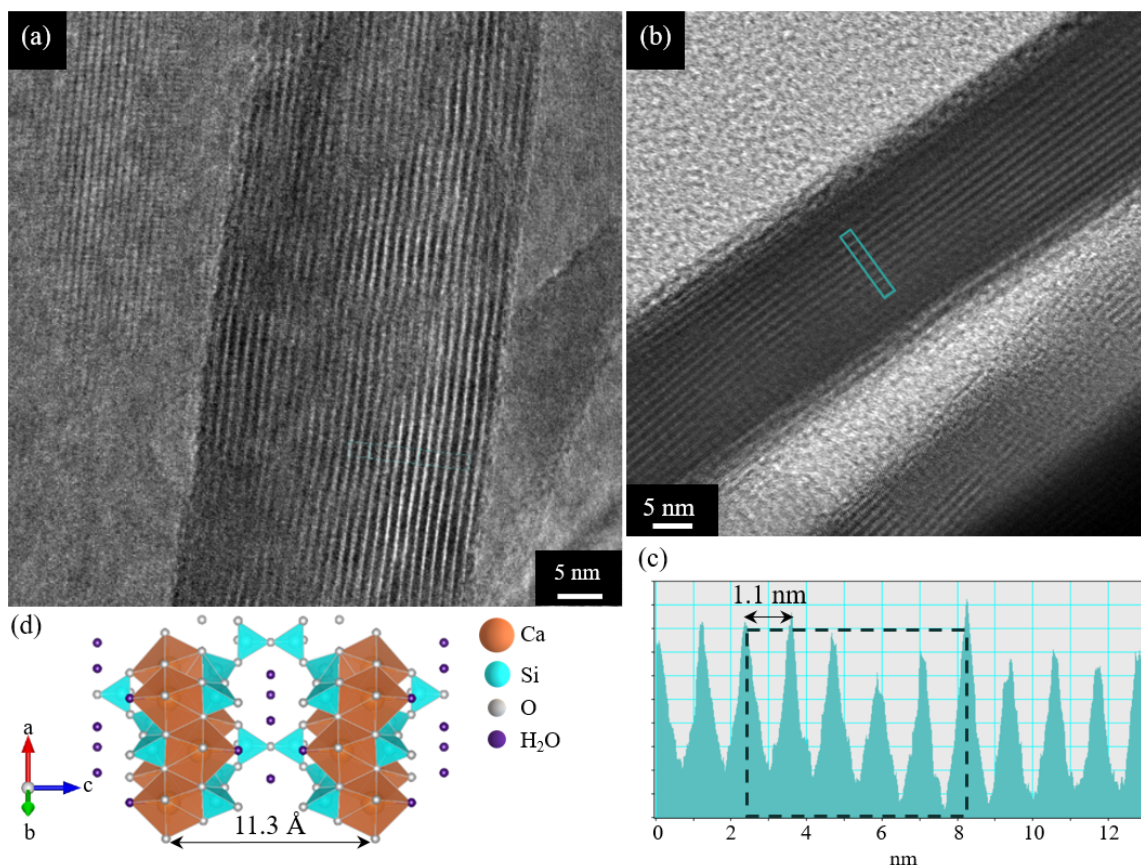 (a)
5 nm
(b)
5 nm
(c)
1.1 nm
0 2 4 6 8 10 12
nm
(d)
Ca
Si
O
H₂O
a
c
b
11.3 Å